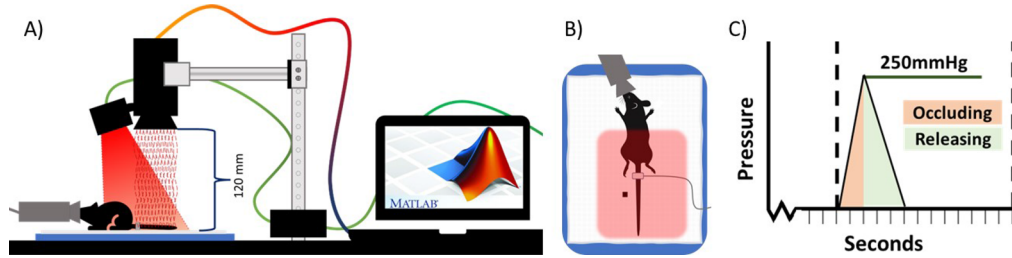 A)
120 mm
MATLAB
B)
C)
Pressure
250mmHg
Occluding
Releasing
Seconds